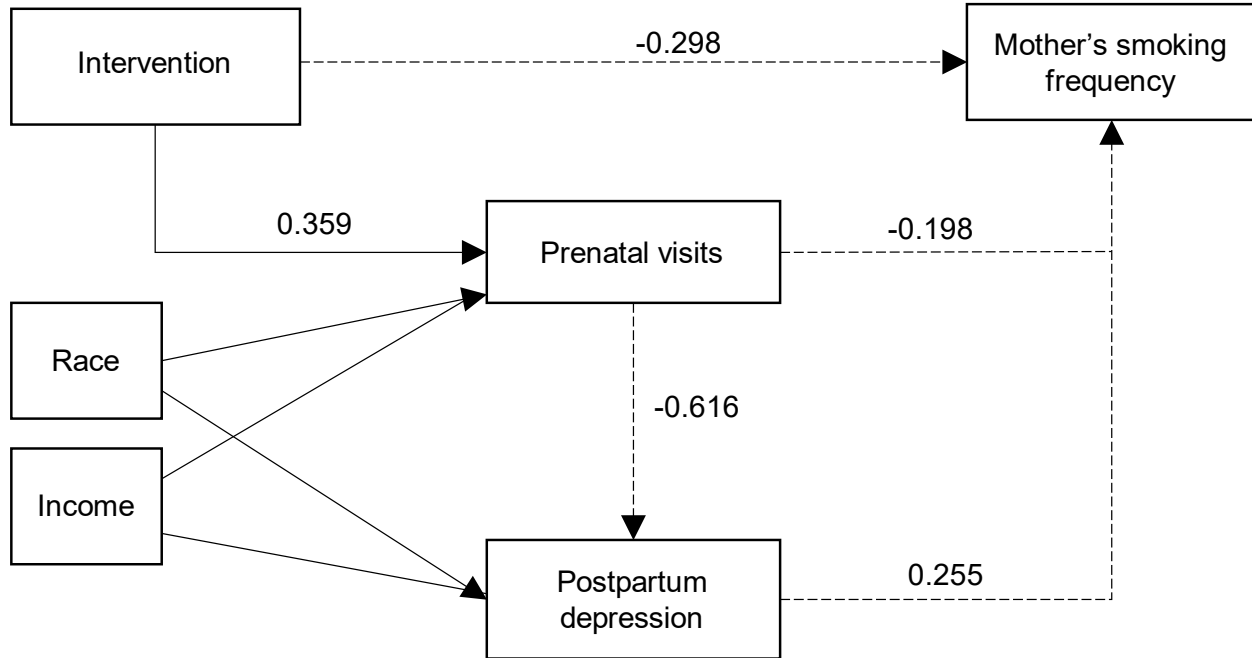 Intervention
-0.298
Mother’s smoking
frequency
0.359
Prenatal visits
-0.198
Race
-0.616
Income
Postpartum
depression
0.255